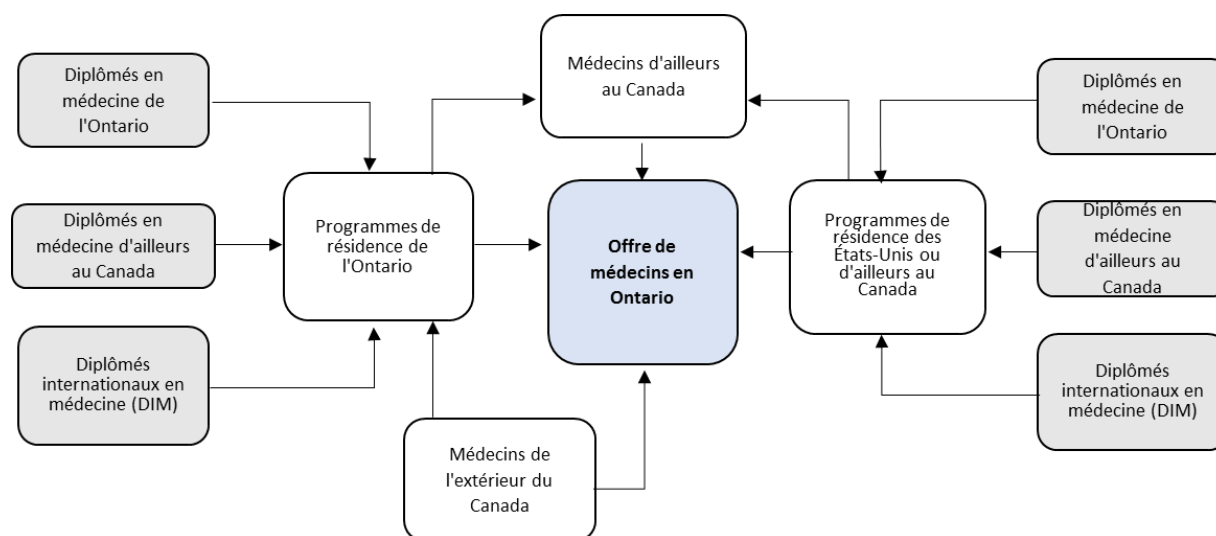 Diplômés en
médecine de
l'Ontario
Médecins d'ailleurs
au Canada
Diplômés en
médecine de
l'Ontario
Diplômés en
médecine d'ailleurs
au Canada
Programmes de
résidence de
l'Ontario
Offre de
médecins en
Ontario
Programmes de
résidence des
États-Unis ou
d'ailleurs au
Canada
Diplômés en
médecine
d'ailleurs au
Canada
Diplômés
internationaux en
médecine (DIM)
Médecins de
l'extérieur du
Canada
Diplômés
internationaux en
médecine (DIM)